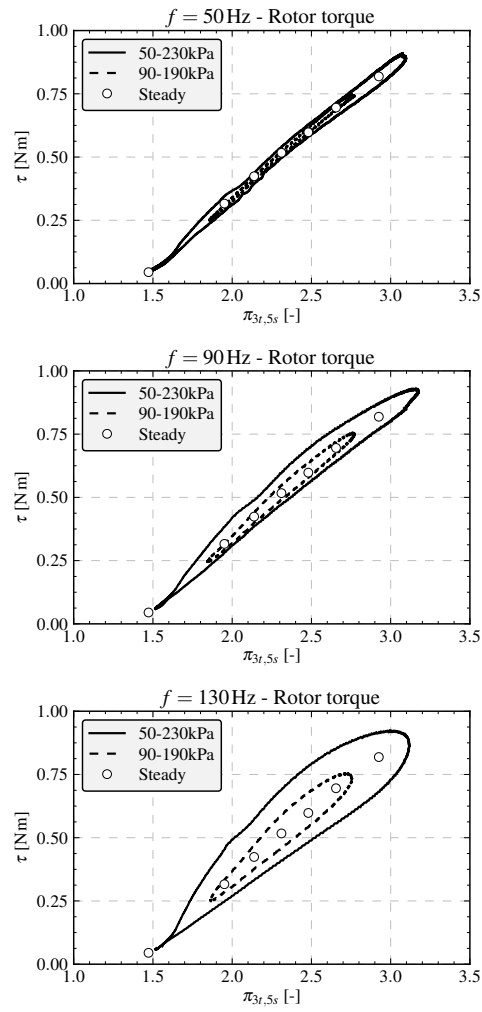 f = 50 Hz - Rotor torque
1.00
50-230kPa
90-190kPa
Steady
0.75
τ [Nm]
0.50
0.25
0.00
1.0 1.5 2.0 2.5 3.0 3.5
π3t,5s [-]
f = 90 Hz - Rotor torque
1.00
50-230kPa
90-190kPa
Steady
0.75
τ [Nm]
0.50
0.25
0.00
1.0 1.5 2.0 2.5 3.0 3.5
π3t,5s [-]
f = 130 Hz - Rotor torque
1.00
50-230kPa
90-190kPa
Steady
0.75
τ [Nm]
0.50
0.25
0.00
1.0 1.5 2.0 2.5 3.0 3.5
π3t,5s [-]